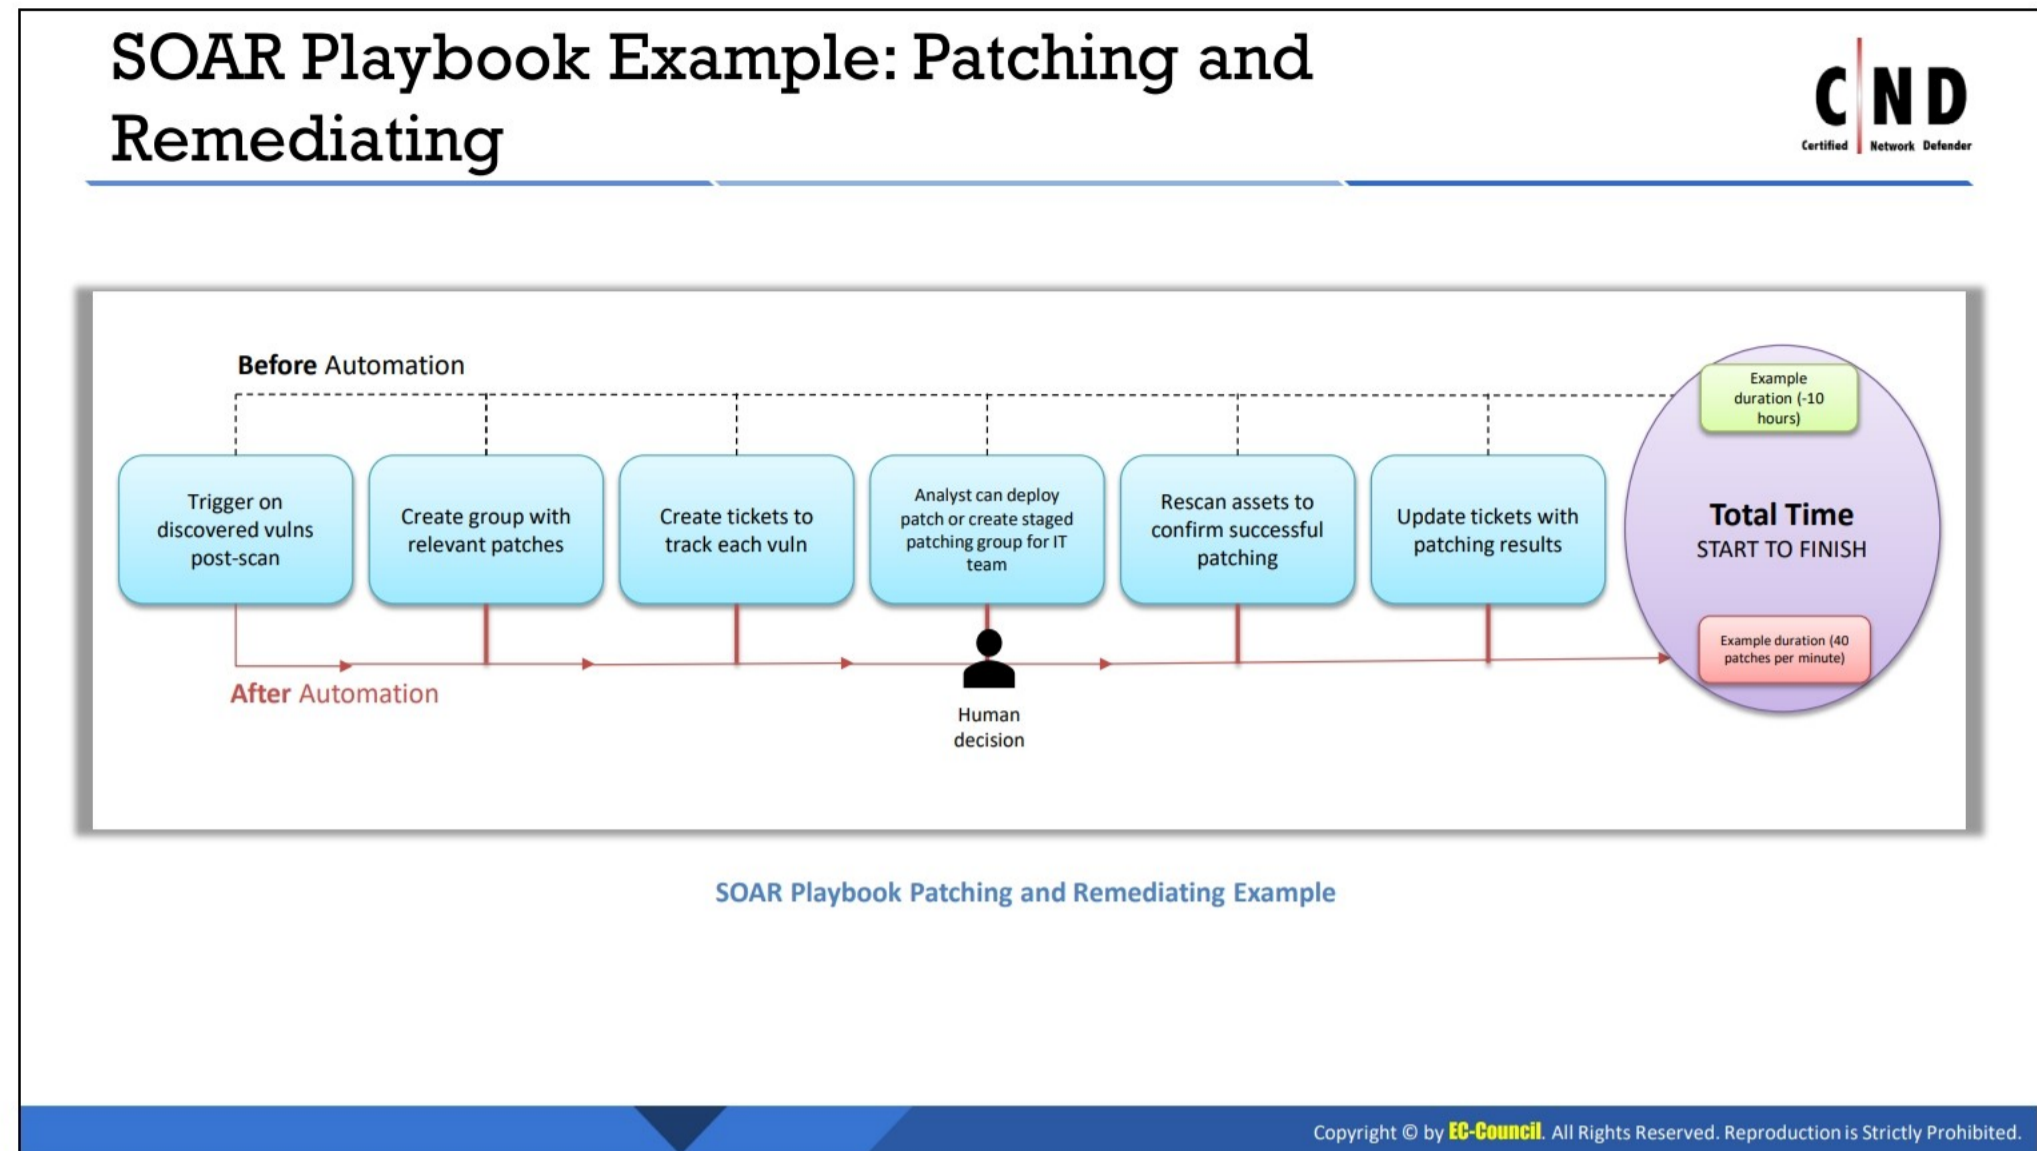 SOAR Playbook Example: Patching and
Remediating
C ND
Certified Network Defender
Before Automation
Example
duration (-10
hours)
Trigger on
discovered vulns
post-scan
Create group with
relevant patches
Create tickets to
track each vuln
Analyst can deploy
patch or create staged
patching group for IT
team
Rescan assets to
confirm successful
patching
Update tickets with
patching results
Total Time
START TO FINISH
Example duration (40
patches per minute)
After Automation
Human
decision
SOAR Playbook Patching and Remediating Example
Copyright © by EC-Council. All Rights Reserved. Reproduction is Strictly Prohibited.